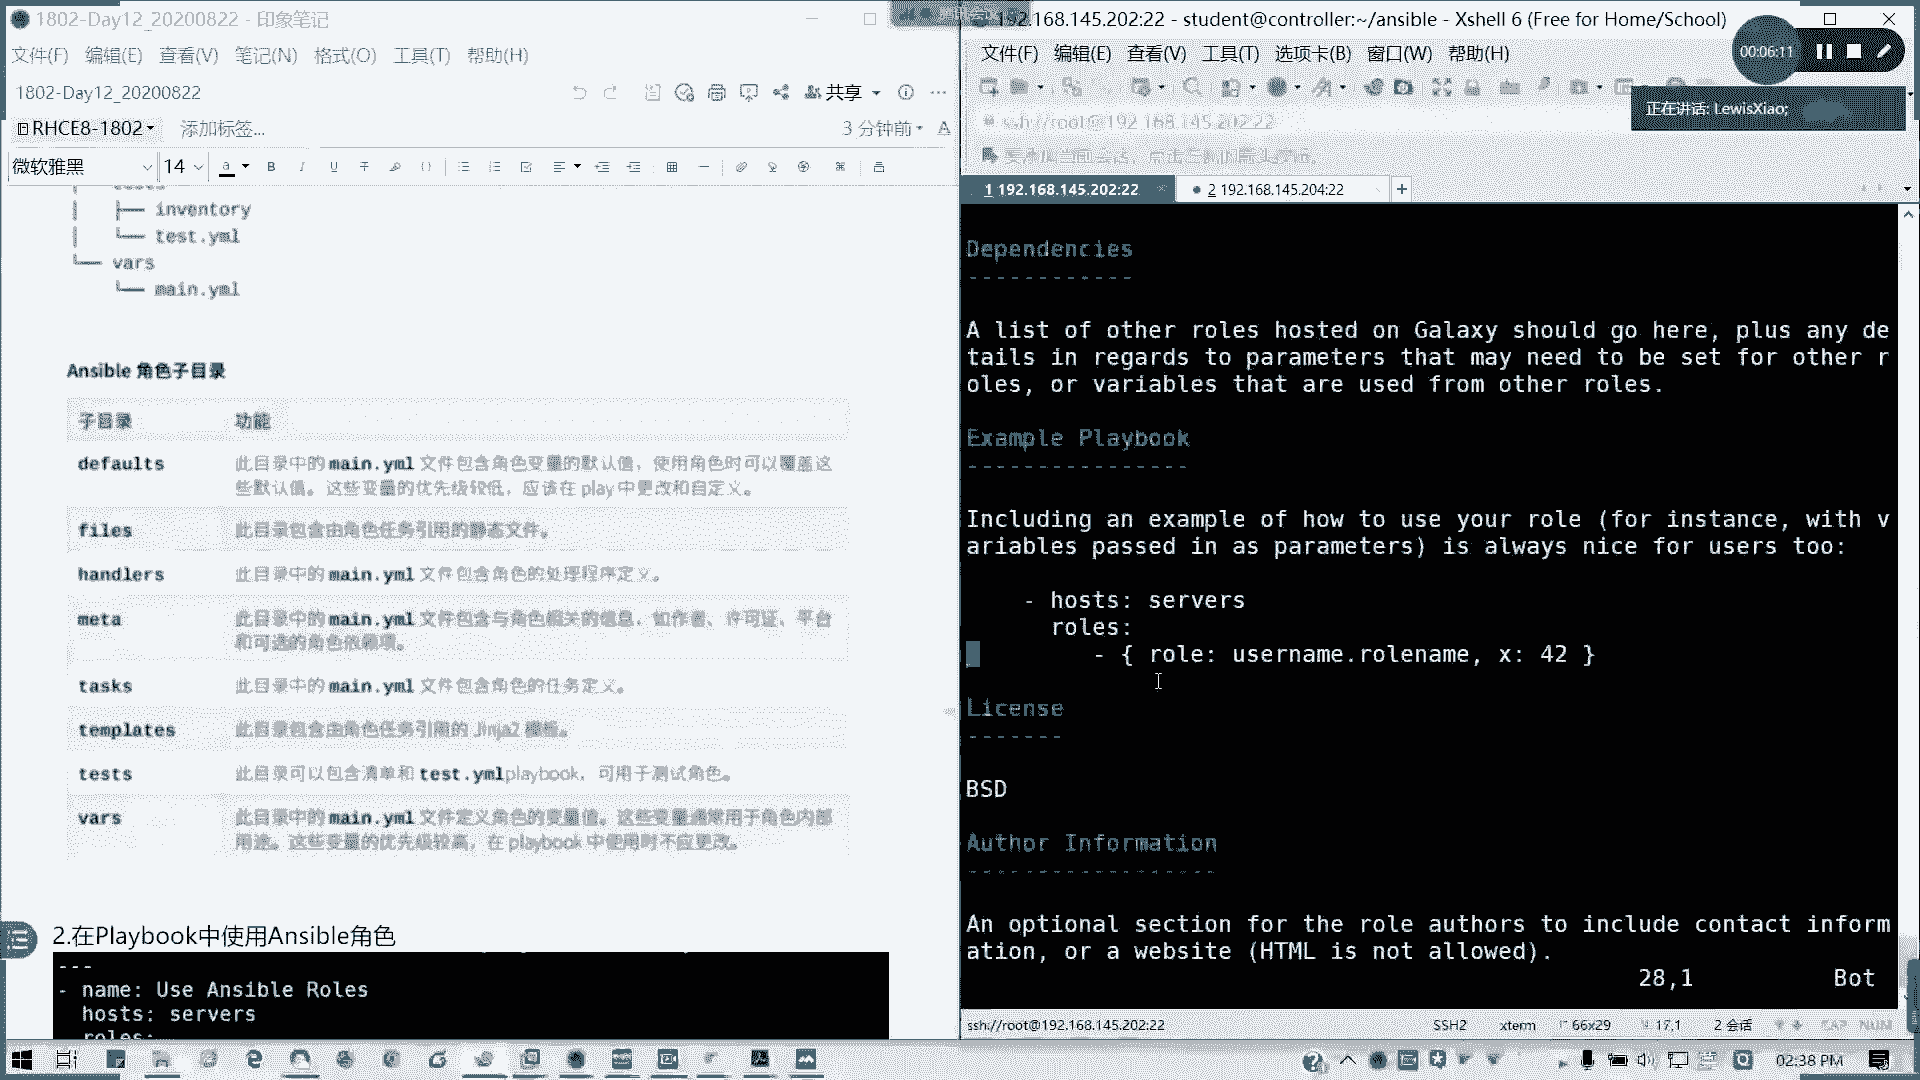 1802-Day12_20200822 - 印象笔记
文件(F) 编辑(E) 查看(V) 笔记(N) 格式(O) 工具(T) 帮助(H)
1802-Day12_20200822
共享
RHCE8-1802
添加标签...
3 分钟前
微软雅黑
14
inventory
test.yml
vars
main.yml
Ansible 角色子目录
子目录 功能
defaults 此目录中的 main.yml 文件包含角色变量的默认值，使用角色时可以覆盖这
些默认值。这些变量的优先级较低，应该在 play 中更改和自定义。
files 此目录包含由角色任务引用的静态文件。
handlers 此目录中的 main.yml 文件包含角色的处理程序定义。
meta 此目录中的 main.yml 文件包含与角色相关的信息，如作者、许可证、平台
和可选的角色依赖项。
tasks 此目录中的 main.yml 文件包含角色的任务定义。
templates 此目录包含由角色任务引用的 Jinja2 模板。
tests 此目录可以包含清单和 test.yml playbook，可用于测试角色。
vars 此目录中的 main.yml 文件定义角色的变量值。这些变量通常用于角色内部
用途。这些变量的优先级较高，在 playbook 中使用时不应更改。
2.在Playbook中使用Ansible角色
---
- name: Use Ansible Roles
hosts: servers
roles:
192.168.145.202:22 - student@controller:~/ansible - Xshell 6 (Free for Home/School)
文件(F) 编辑(E) 查看(V) 工具(T) 选项卡(B) 窗口(W) 帮助(H)
00:06:11
正在讲话: LewisXiao;
ssh://root@192.168.145.202:22
1 192.168.145.202:22
2 192.168.145.204:22
Dependencies
------------
A list of other roles hosted on Galaxy should go here, plus any de
tails in regards to parameters that may need to be set for other r
oles, or variables that are used from other roles.
Example Playbook
----------------
Including an example of how to use your role (for instance, with v
ariables passed in as parameters) is always nice for users too:
- hosts: servers
roles:
- { role: username.rolename, x: 42 }
License
-------
BSD
Author Information
------------------
An optional section for the role authors to include contact inform
ation, or a website (HTML is not allowed).
28,1 Bot
ssh://root@192.168.145.202:22
SSH2
xterm
66x29
17,1
2 会话
CAP NUM
02:38 PM